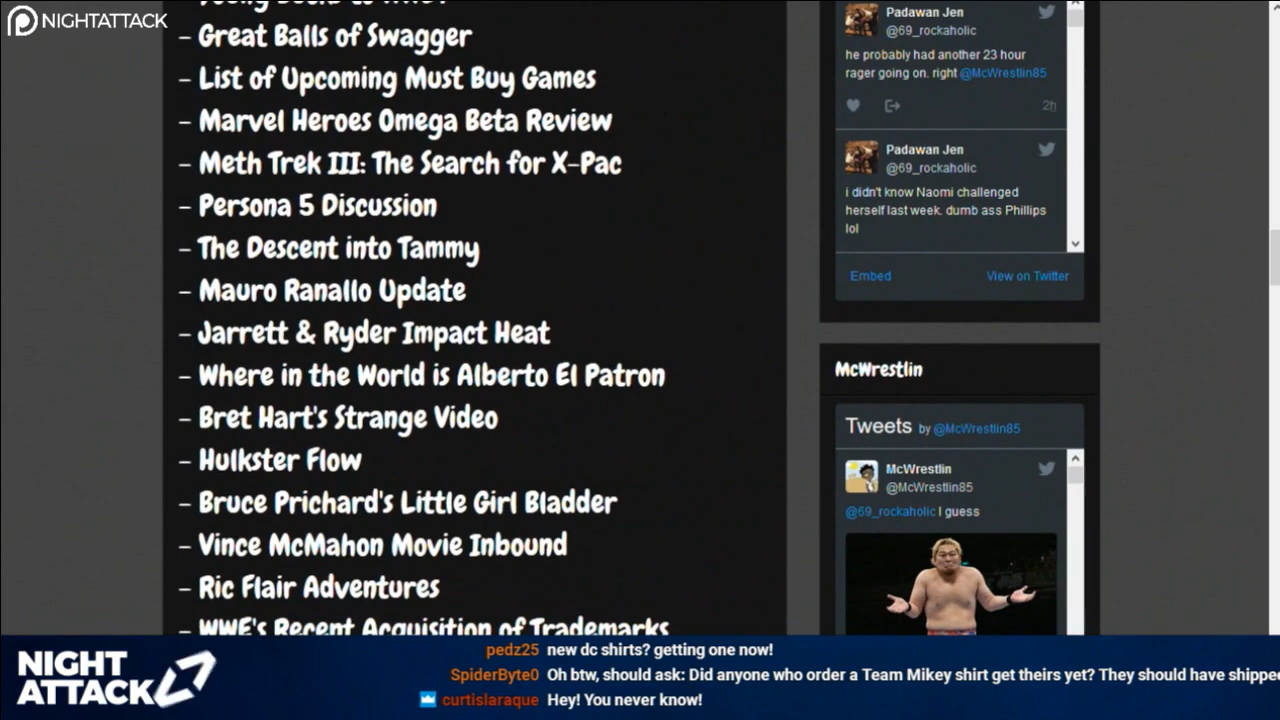 NIGHTATTACK
- Great Balls of Swagger
- List of Upcoming Must Buy Games
- Marvel Heroes Omega Beta Review
- Meth Trek III: The Search for X-Pac
- Persona 5 Discussion
- The Descent into Tammy
- Mauro Ranallo Update
- Jarrett & Ryder Impact Heat
- Where in the World is Alberto El Patron
- Bret Hart's Strange Video
- Hulkster Flow
- Bruce Prichard's Little Girl Bladder
- Vince McMahon Movie Inbound
- Ric Flair Adventures
- WWE's Recent Acquisition of Trademarks
Padawan Jen
@69_rockaholic
he probably had another 23 hour
rager going on. right @McWrestlin85
2h
Padawan Jen
@69_rockaholic
i didn't know Naomi challenged
herself last week. dumb ass Phillips
lol
Embed View on Twitter
McWrestlin
Tweets by @McWrestlin85
McWrestlin
@McWrestlin85
@69_rockaholic I guess
NIGHT
ATTACK
pedz25 new dc shirts? getting one now!
SpiderByte0 Oh btw, should ask: Did anyone who order a Team Mikey shirt get theirs yet? They should have shipped
curtislaraque Hey! You never know!